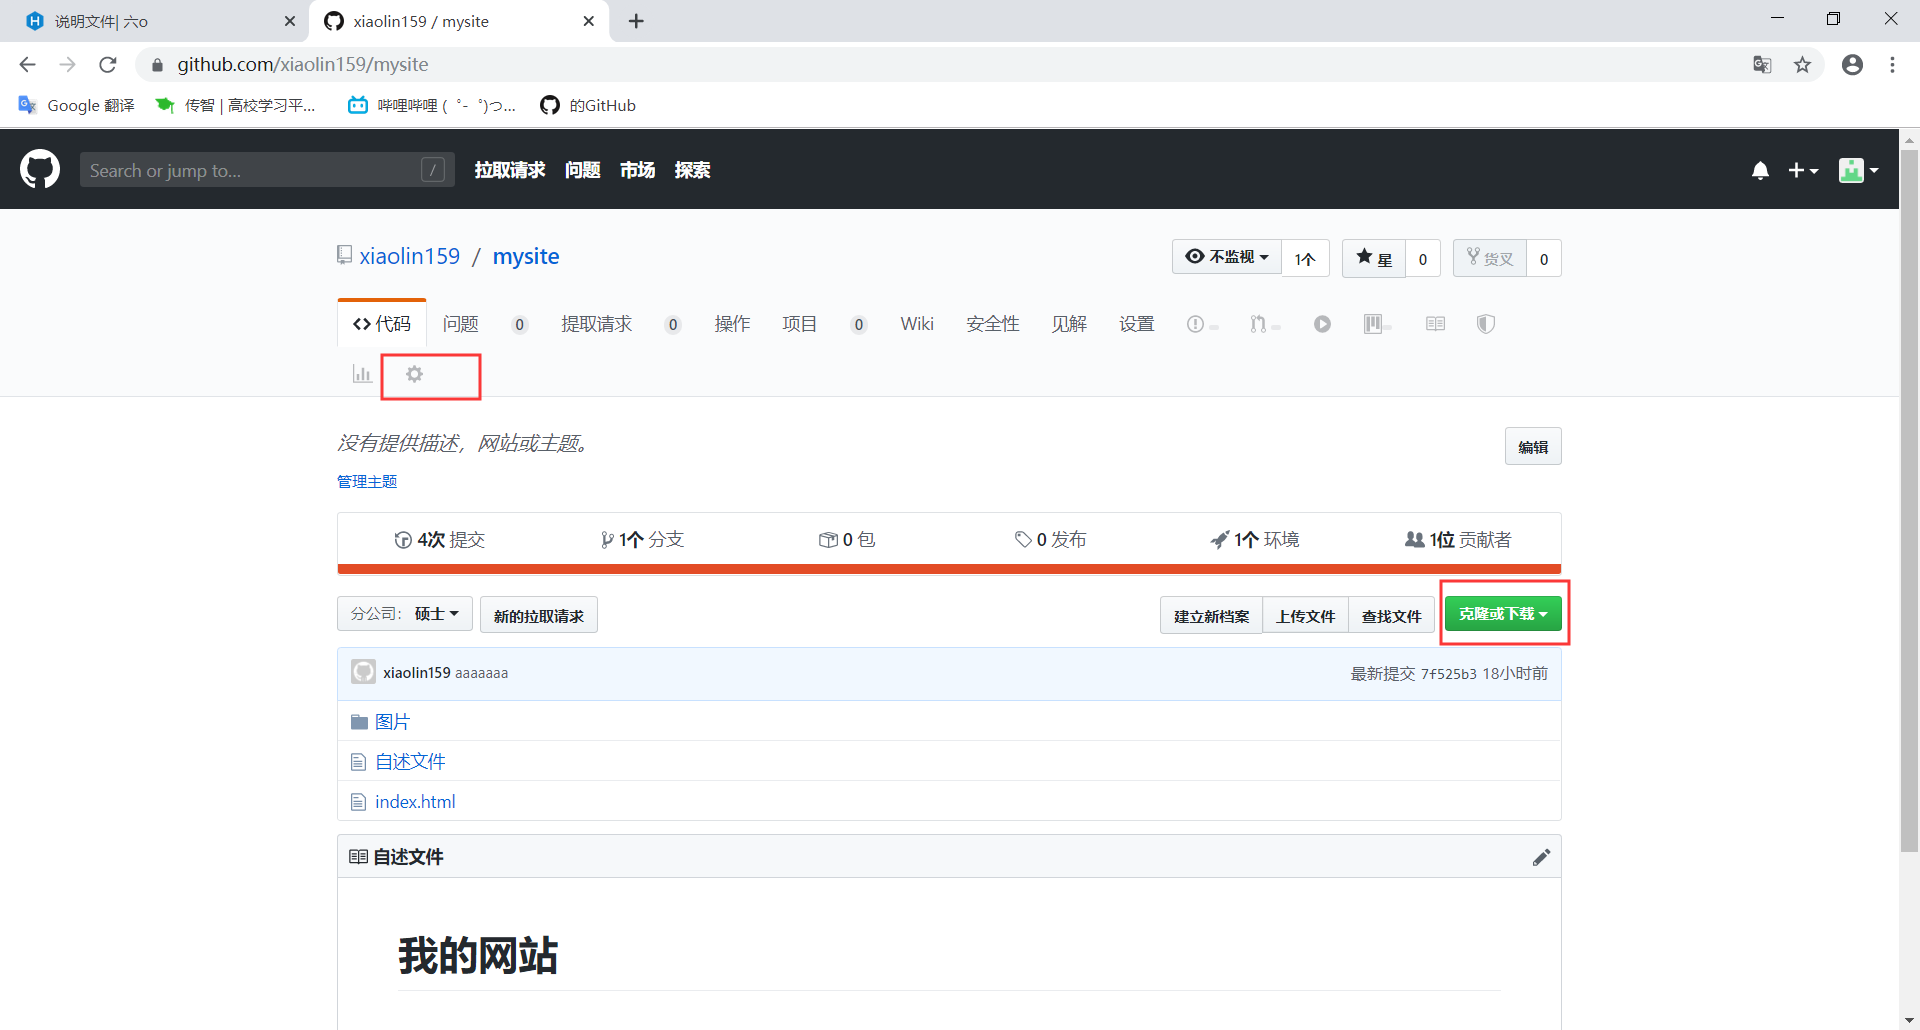 说明文件| 六o
xiaolin159 / mysite
github.com/xiaolin159/mysite
Google 翻译
传智 | 高校学习平...
哔哩哔哩 ( ゜- ゜)つ...
的GitHub
Search or jump to...
/
拉取请求
问题
市场
探索
xiaolin159 / mysite
不监视
1个
星
0
货叉
0
代码
问题
0
提取请求
0
操作
项目
0
Wiki
安全性
见解
设置
没有提供描述，网站或主题。
编辑
管理主题
4次 提交
1个 分支
0 包
0 发布
1个 环境
1位 贡献者
分公司： 硕士
新的拉取请求
建立新档案
上传文件
查找文件
克隆或下载
xiaolin159 aaaaaaa
最新提交 7f525b3 18小时前
图片
自述文件
index.html
自述文件
我的网站